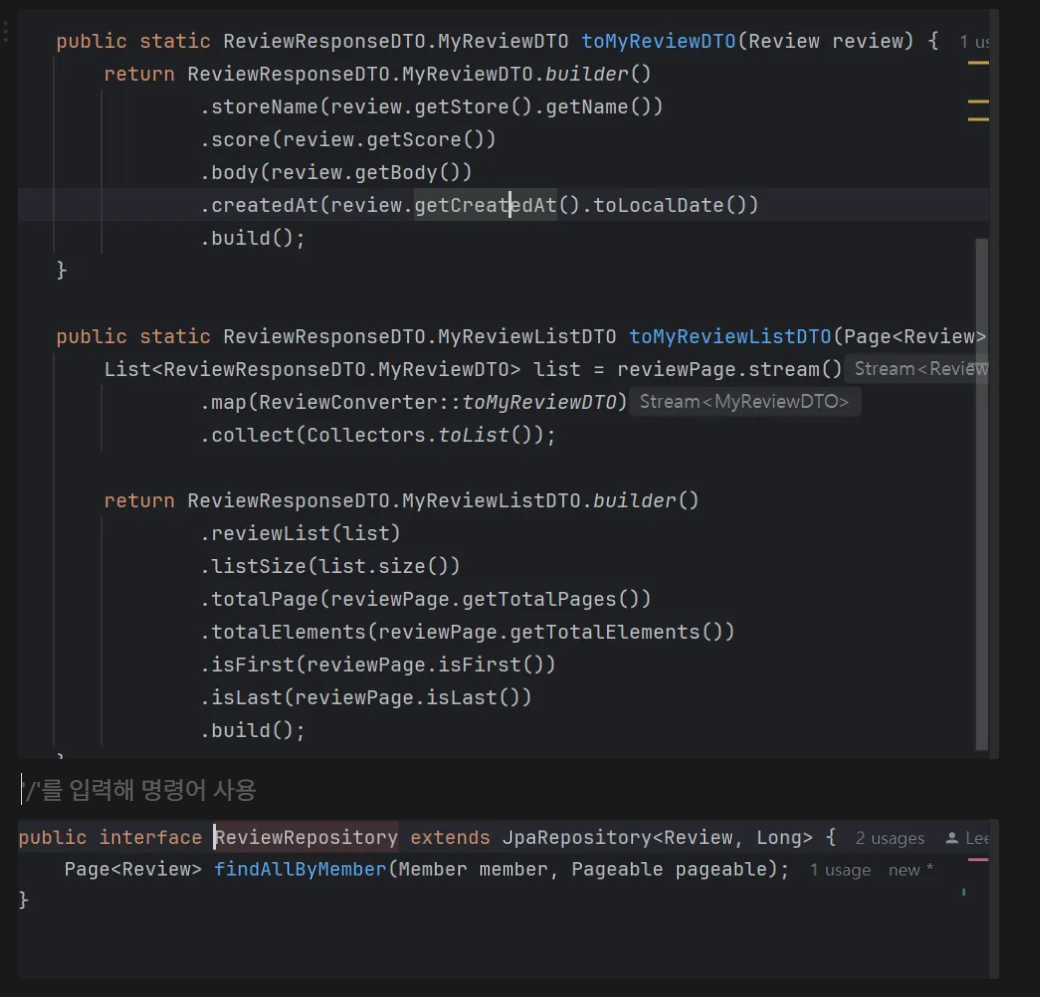 public static ReviewResponseDTO.MyReviewDTO toMyReviewDTO(Review review) { 1 us
return ReviewResponseDTO.MyReviewDTO.builder()
.storeName(review.getStore().getName())
.score(review.getScore())
.body(review.getBody())
.createdAt(review.getCreatedAt().toLocalDate())
.build();
}
public static ReviewResponseDTO.MyReviewListDTO toMyReviewListDTO(Page<Review>
List<ReviewResponseDTO.MyReviewDTO> list = reviewPage.stream() Stream<Review
.map(ReviewConverter::toMyReviewDTO) Stream<MyReviewDTO>
.collect(Collectors.toList());
return ReviewResponseDTO.MyReviewListDTO.builder()
.reviewList(list)
.listSize(list.size())
.totalPage(reviewPage.getTotalPages())
.totalElements(reviewPage.getTotalElements())
.isFirst(reviewPage.isFirst())
.isLast(reviewPage.isLast())
.build();
}
'/'를 입력해 명령어 사용
public interface ReviewRepository extends JpaRepository<Review, Long> { 2 usages Lee
Page<Review> findAllByMember(Member member, Pageable pageable); 1 usage new *
}